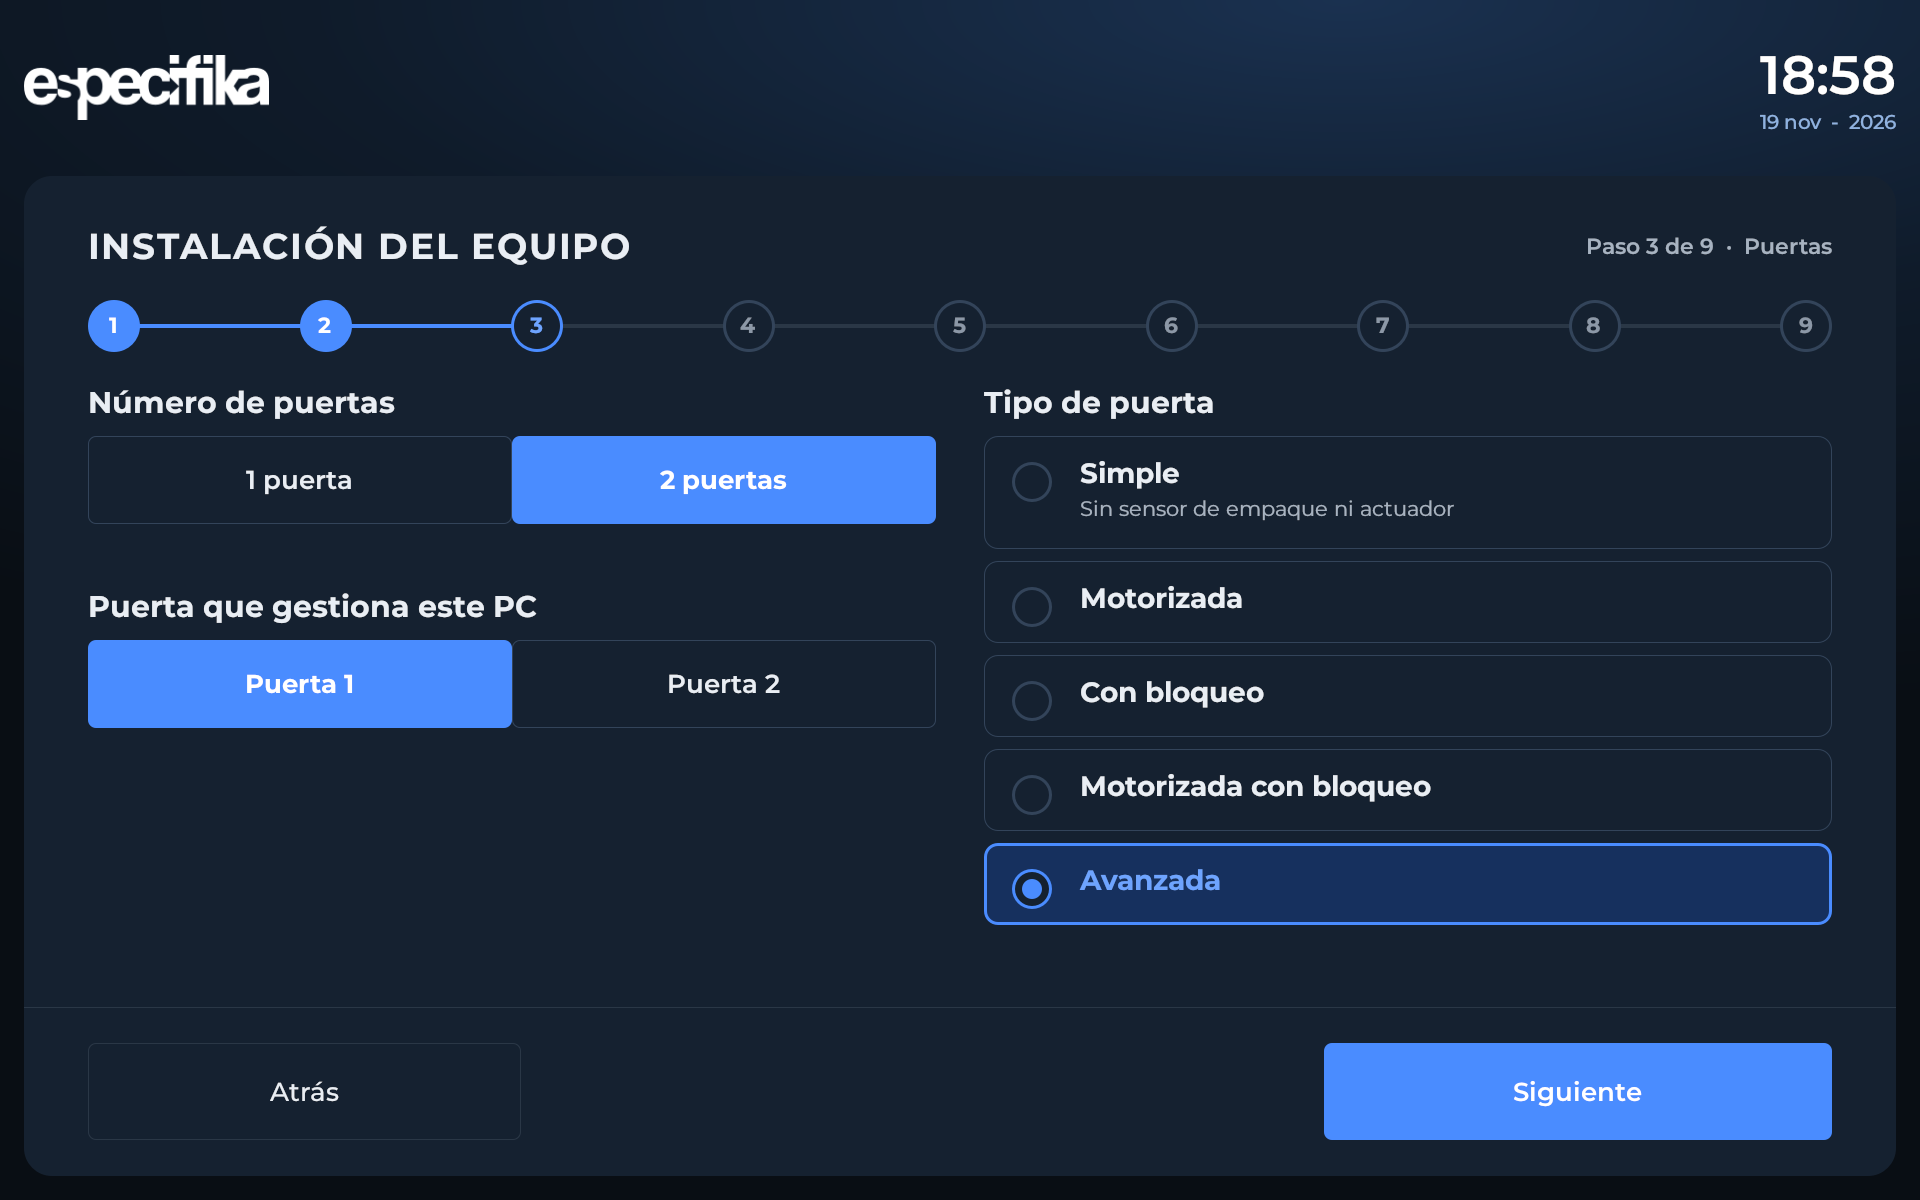 especifika
18:58
19 nov - 2026
INSTALACIÓN DEL EQUIPO
Paso 3 de 9 · Puertas
1 2 3 4 5 6 7 8 9
Número de puertas
1 puerta
2 puertas
Puerta que gestiona este PC
Puerta 1
Puerta 2
Tipo de puerta
Simple
Sin sensor de empaque ni actuador
Motorizada
Con bloqueo
Motorizada con bloqueo
Avanzada
Atrás
Siguiente